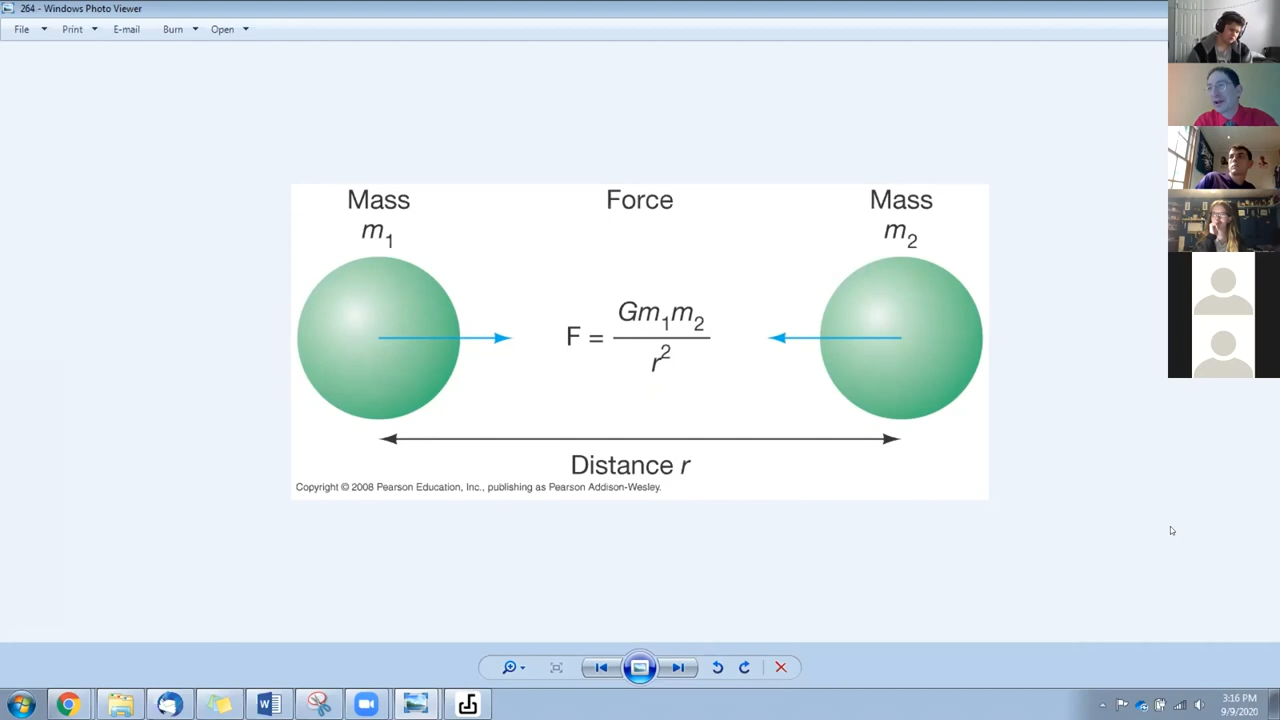 264 - Windows Photo Viewer
File Print E-mail Burn Open
Mass Force Mass
m1 m2
F = Gm1m2
r2
Distance r
Copyright © 2008 Pearson Education, Inc., publishing as Pearson Addison-Wesley.
3:16 PM
9/9/2020